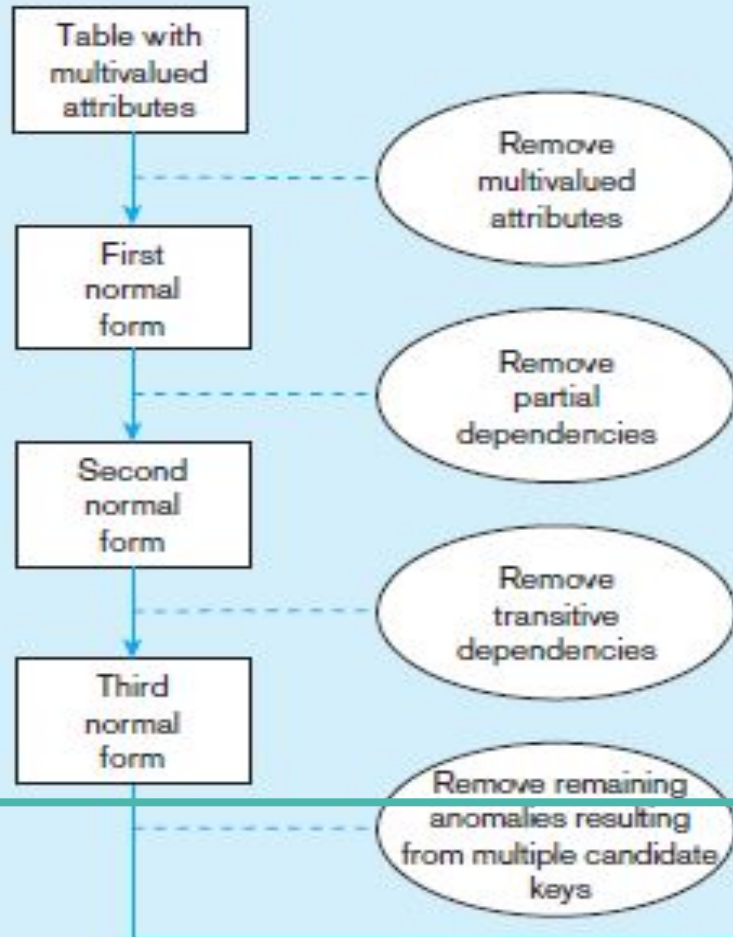 Table with
multivalued
attributes
Remove
multivalued
attributes
First
normal
form
Remove
partial
dependencies
Second
normal
form
Remove
transitive
dependencies
Third
normal
form
Remove remaining
anomalies resulting
from multiple candidate
keys